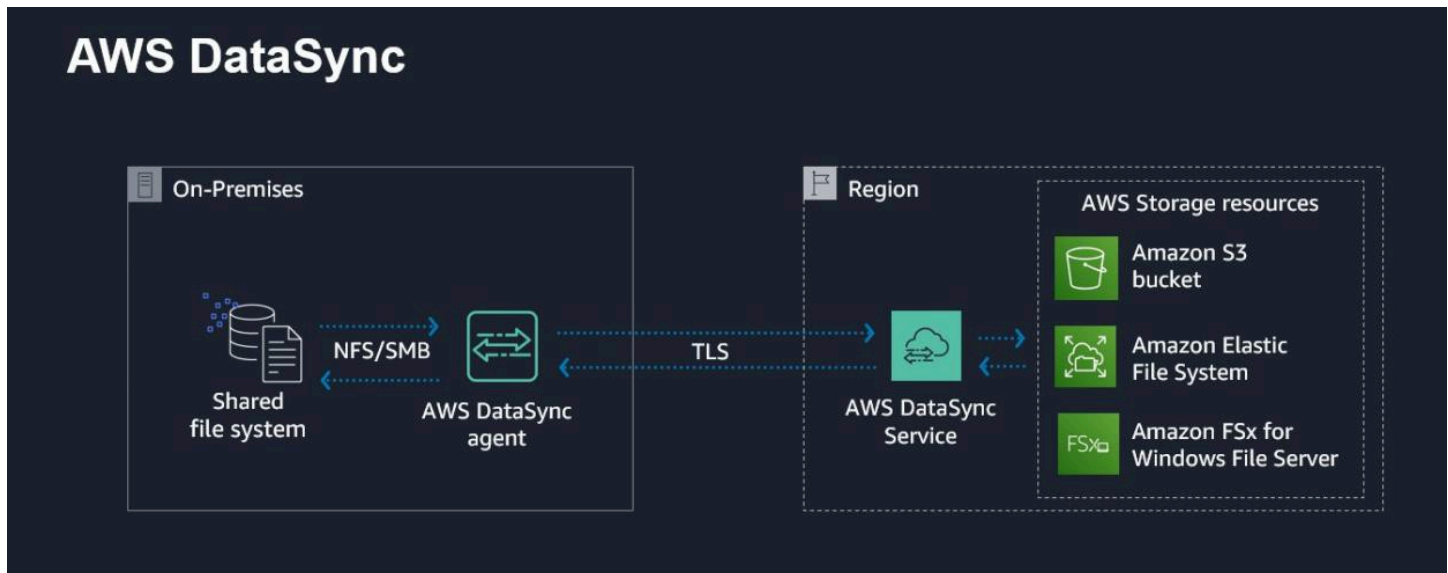 AWS DataSync
On-Premises
Shared
file system
NFS/SMB
AWS DataSync
agent
TLS
Region
AWS DataSync
Service
AWS Storage resources
Amazon S3
bucket
Amazon Elastic
File System
FSx
Amazon FSx for
Windows File Server